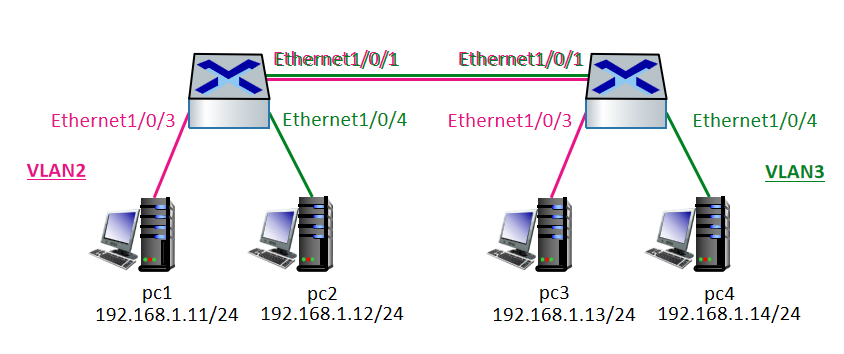 Ethernet1/0/1 Ethernet1/0/1
Ethernet1/0/3 Ethernet1/0/4 Ethernet1/0/3 Ethernet1/0/4
VLAN2 VLAN3
pc1 pc2 pc3 pc4
192.168.1.11/24 192.168.1.12/24 192.168.1.13/24 192.168.1.14/24